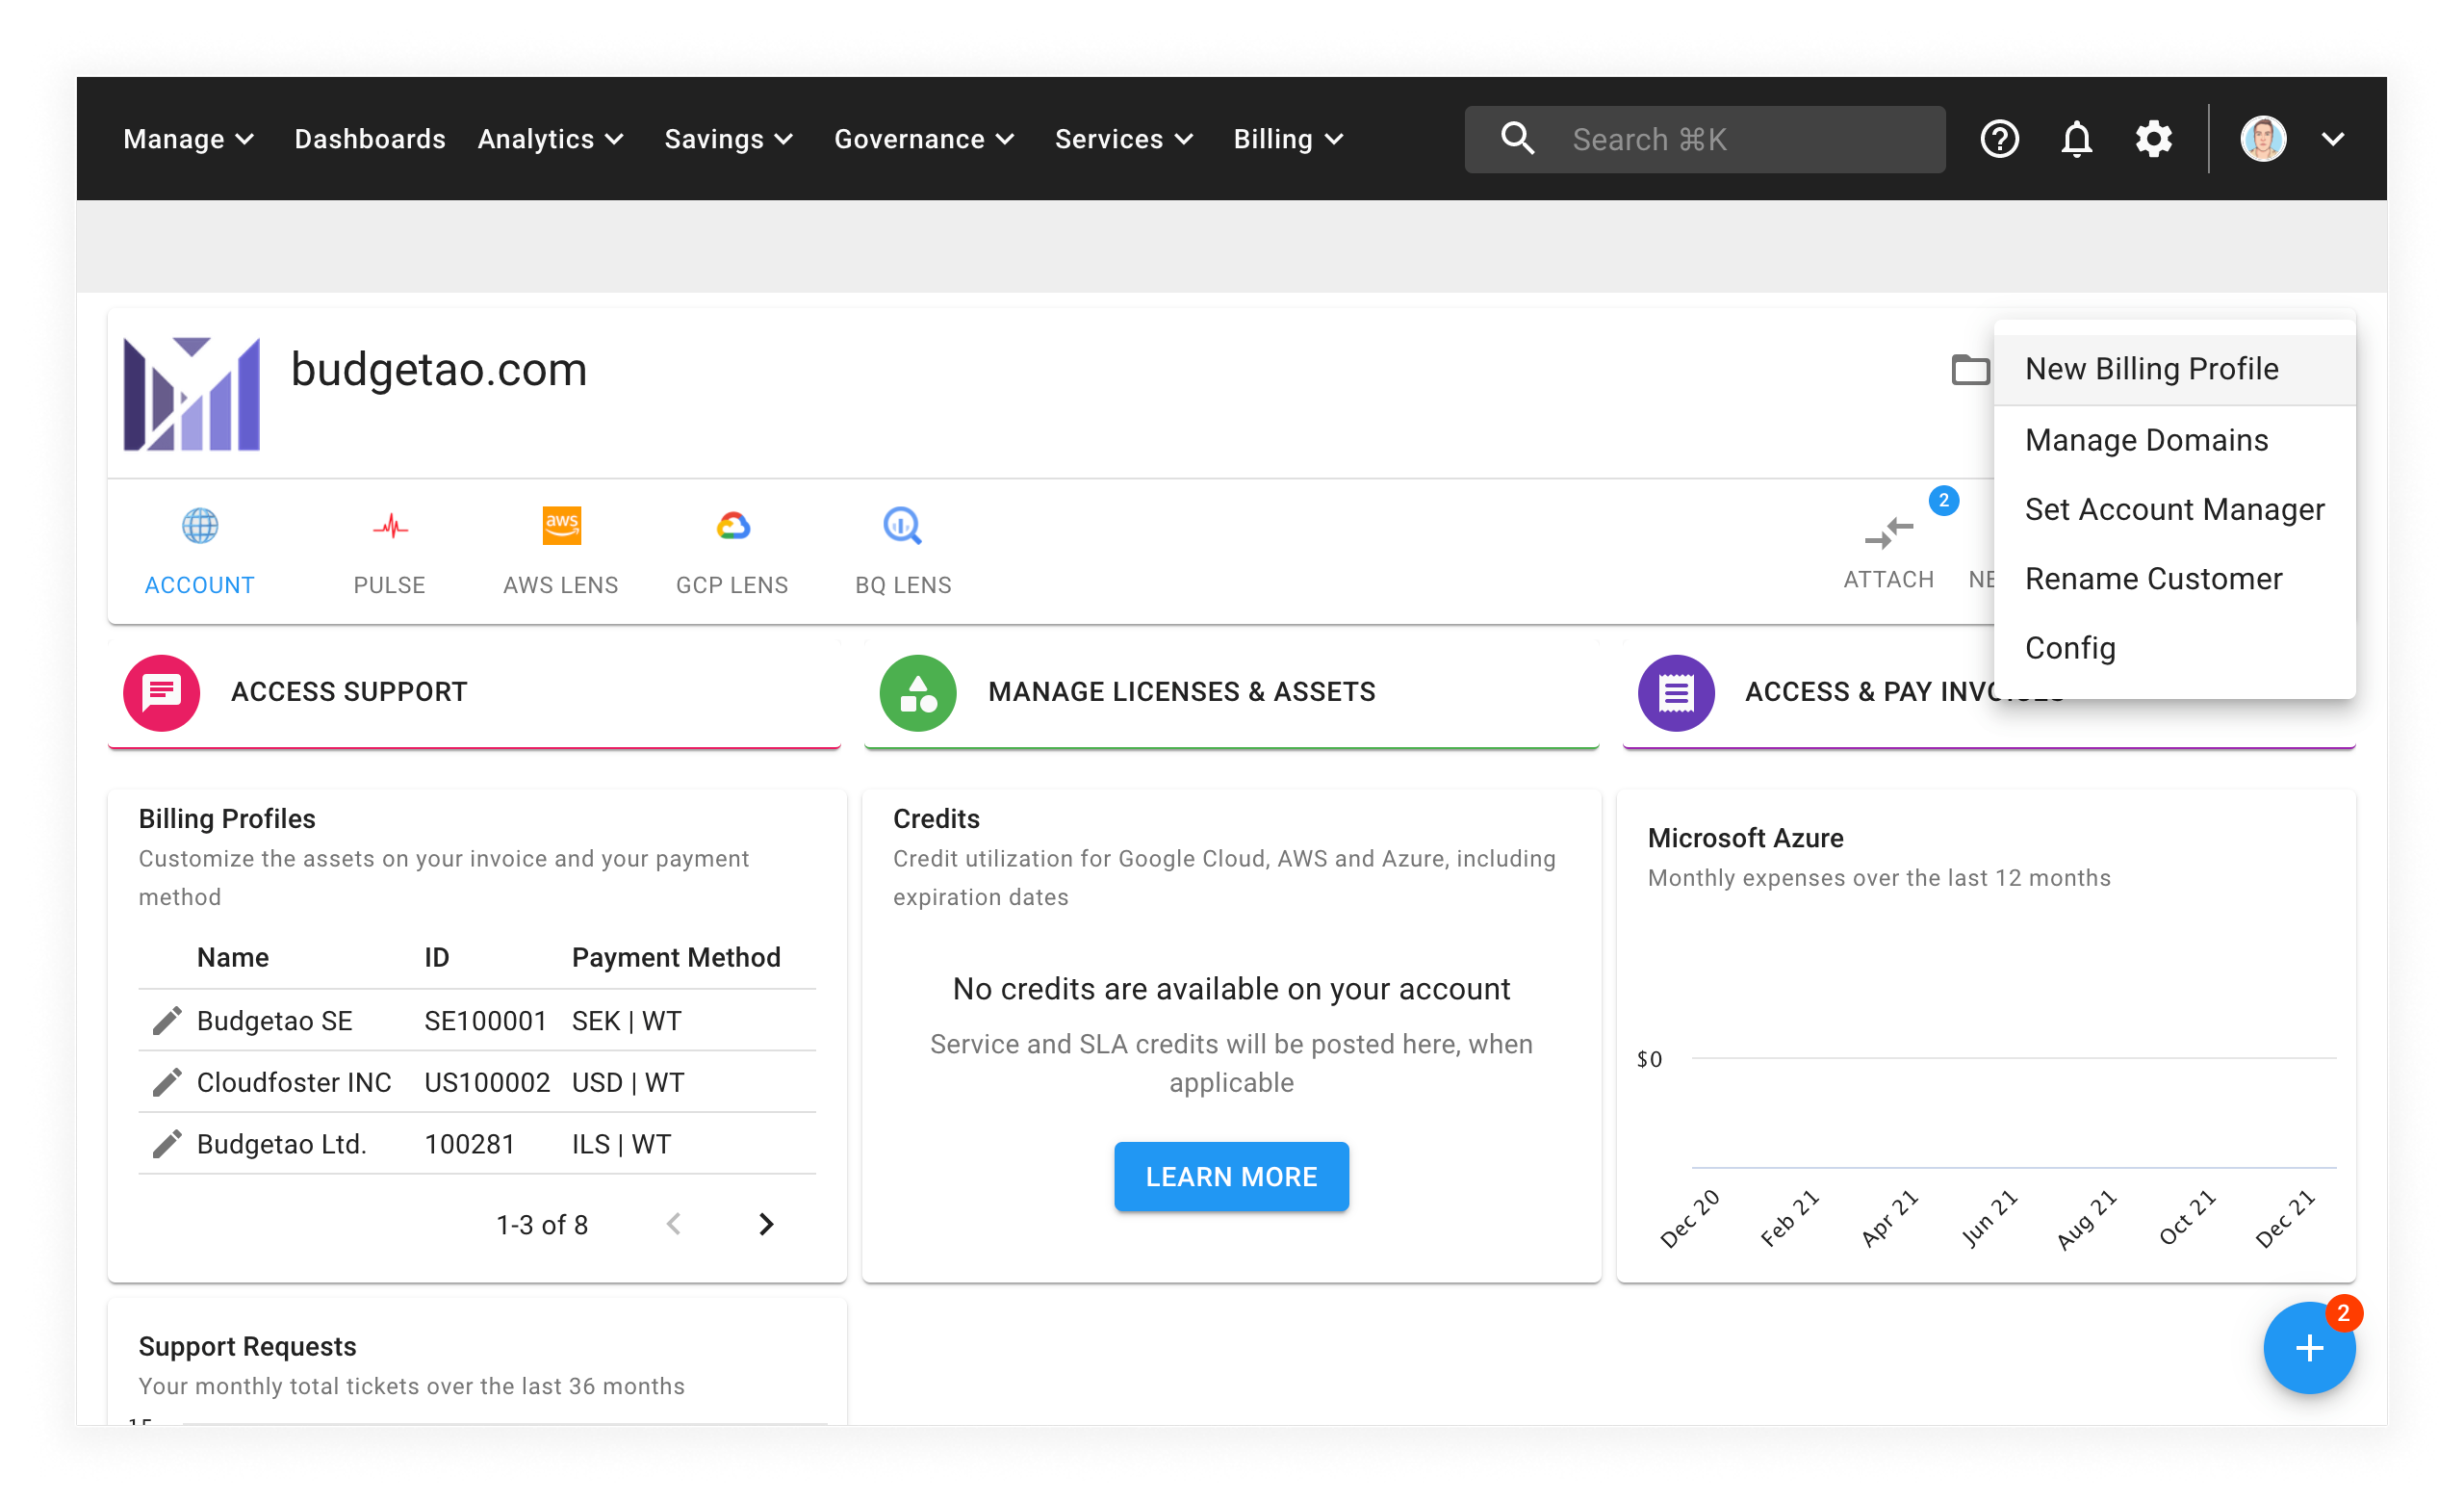 Manage Dashboards Analytics Savings Governance Services Billing Search ⌘K
budgetao.com
New Billing Profile
Manage Domains
Set Account Manager
Rename Customer
Config
ACCOUNT PULSE aws AWS LENS GCP LENS BQ LENS
2
ATTACH NE
ACCESS SUPPORT
MANAGE LICENSES & ASSETS
ACCESS & PAY INVOICES
Billing Profiles
Customize the assets on your invoice and your payment
method
Name ID Payment Method
Budgetao SE SE100001 SEK | WT
Cloudfoster INC US100002 USD | WT
Budgetao Ltd. 100281 ILS | WT
1-3 of 8
Credits
Credit utilization for Google Cloud, AWS and Azure, including
expiration dates
No credits are available on your account
Service and SLA credits will be posted here, when
applicable
LEARN MORE
Microsoft Azure
Monthly expenses over the last 12 months
$0
Dec 20 Feb 21 Apr 21 Jun 21 Aug 21 Oct 21 Dec 21
Support Requests
Your monthly total tickets over the last 36 months
15
2